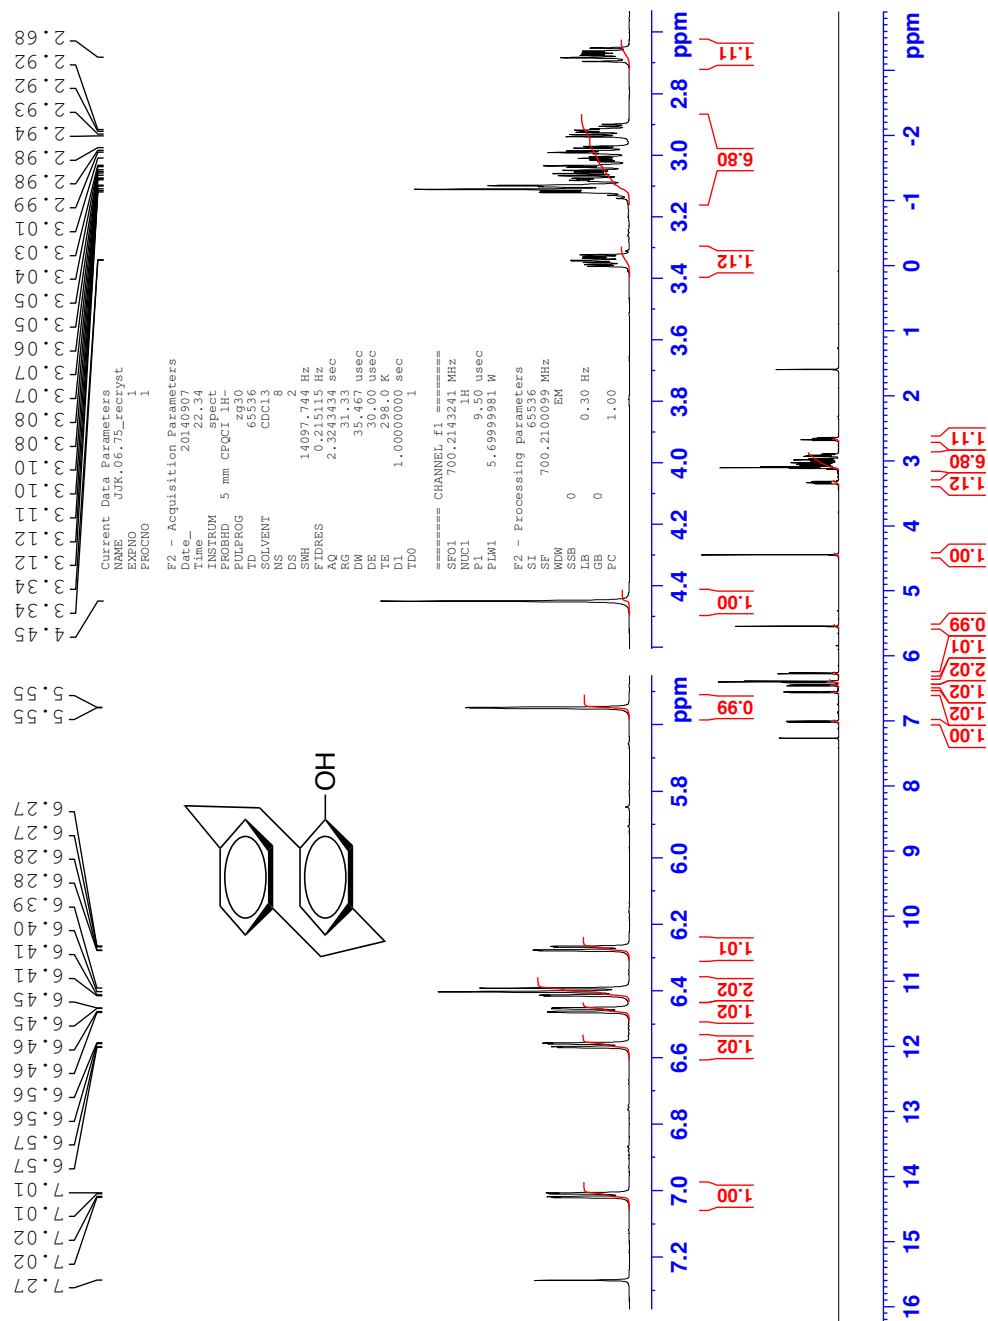 7.27
7.02
7.02
7.01
7.01
6.57
6.57
6.56
6.56
6.46
6.46
6.45
6.45
6.41
6.41
6.40
6.39
6.28
6.28
6.27
6.27
5.55
5.55
4.45
3.34
3.34
3.12
3.12
3.11
3.10
3.10
3.08
3.08
3.07
3.07
3.06
3.05
3.05
3.04
3.03
3.01
2.99
2.98
2.98
2.94
2.93
2.92
2.92
2.68
Current Data Parameters
NAME JJK.06.75_recryst
EXPNO 1
PROCNO 1
F2 - Acquisition Parameters
Date_ 20140907
Time 22.34
INSTRUM spect
PROBHD 5 mm CPQCI 1H-
PULPROG zg30
TD 65536
SOLVENT CDCl3
NS 8
DS 2
SWH 14097.744 Hz
FIDRES 0.215115 Hz
AQ 2.3243434 sec
RG 31.33
DW 35.467 usec
DE 30.00 usec
TE 298.0 K
D1 1.00000000 sec
TD0 1
======== CHANNEL f1 ========
SFO1 700.2143241 MHz
NUC1 1H
P1 9.50 usec
PLW1 5.69999981 W
F2 - Processing parameters
SI 65536
SF 700.2100099 MHz
WDW EM
SSB 0
LB 0.30 Hz
GB 0
PC 1.00
OH
7.2 7.0 6.8 6.6 6.4 6.2 6.0 5.8 ppm
4.4 4.2 4.0 3.8 3.6 3.4 3.2 3.0 2.8 ppm
1.00 1.02 1.02 2.02 1.01 0.99
1.00 1.12 6.80 1.11
16 15 14 13 12 11 10 9 8 7 6 5 4 3 2 1 0 -1 -2 ppm
1.00
1.02
1.02
2.02
1.01
0.99
1.00
1.12
6.80
1.11